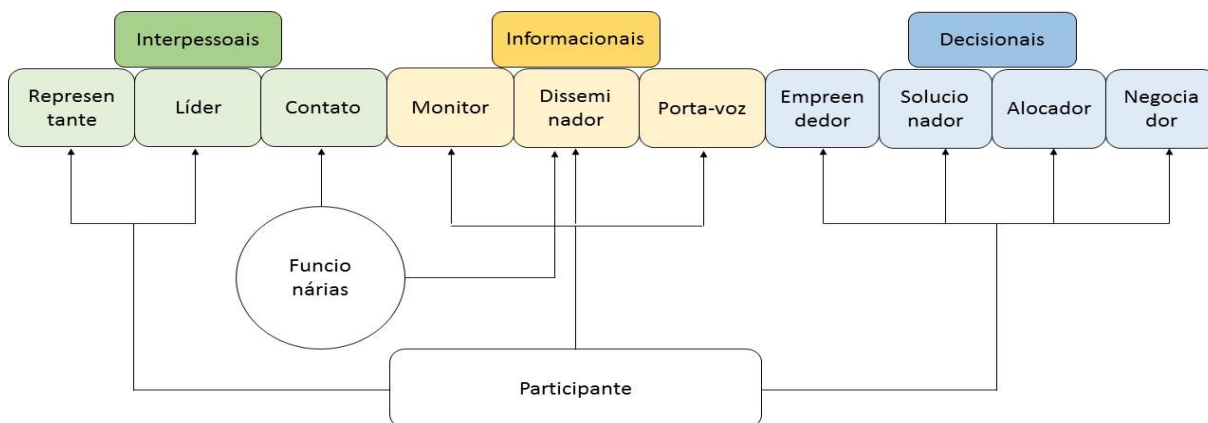 Interpessoais
Informacionais
Decisionais
Represen
tante
Líder
Contato
Monitor
Dissemi
nador
Porta-voz
Empreen
dedor
Solucio
nador
Alocador
Negocia
dor
Funcio
nárias
Participante